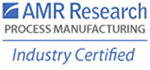 AMR Research
PROCESS MANUFACTURING
Industry Certified